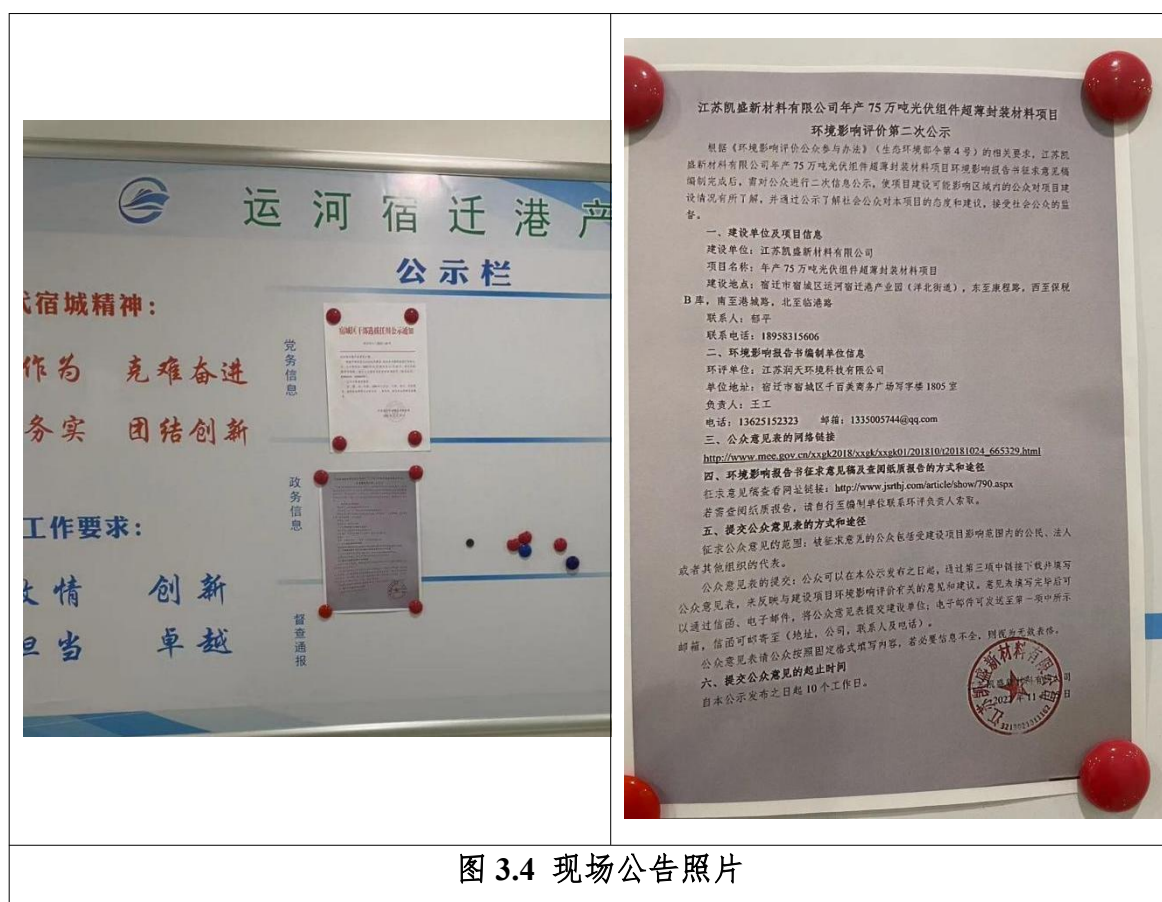 运河宿迁港产
公示栏
代宿城精神：
作为 克难奋进
务实 团结创新
工作要求：
激情 创新
担当 卓越
党务信息
宿城区干部选拔任用公示通知
政务信息
督查通报
江苏凯盛新材料有限公司年产 75 万吨光伏组件超薄封装材料项目
环境影响评价第二次公示
根据《环境影响评价公众参与办法》（生态环境部令第 4 号）的相关要求，江苏凯
盛新材料有限公司年产 75 万吨光伏组件超薄封装材料项目环境影响报告书征求意见稿
编制完成后，需对公众进行二次信息公示，使项目建设可能影响区域内的公众对项目建
设情况有所了解，并通过公示了解社会公众对本项目的态度和建议，接受社会公众的监
督。
一、建设单位及项目信息
建设单位：江苏凯盛新材料有限公司
项目名称：年产 75 万吨光伏组件超薄封装材料项目
建设地点：宿迁市宿城区运河宿迁港产业园（洋北街道），东至康程路，西至保税
B 库，南至港城路，北至临港路
联系人：郁平
联系电话：18958315606
二、环境影响报告书编制单位信息
环评单位：江苏润天环境科技有限公司
单位地址：宿迁市宿城区千百美商务广场写字楼 1805 室
负责人：王工
电话：13625152323 邮箱：1335005744@qq.com
三、公众意见表的网络链接
http://www.mee.gov.cn/xxgk2018/xxgk/xxgk01/201810/t20181024_665329.html
四、环境影响报告书征求意见稿及查阅纸质报告的方式和途径
征求意见稿查看网址链接：http://www.jsrthj.com/article/show/790.aspx
若需查阅纸质报告，请自行至编制单位联系环评负责人索取。
五、提交公众意见表的方式和途径
征求公众意见的范围：被征求意见的公众包括受建设项目影响范围内的公民、法人
或者其他组织的代表。
公众意见表的提交：公众可以在本公示发布之日起，通过第三项中链接下载并填写
公众意见表，来反映与建设项目环境影响评价有关的意见和建议。意见表填写完毕后可
以通过信函、电子邮件，将公众意见表提交建设单位；电子邮件可发送至第一项中所示
邮箱，信函可邮寄至（地址，公司，联系人及电话）。
公众意见表请公众按照固定格式填写内容，若必要信息不全，则视为无效表格。
六、提交公众意见的起止时间
自本公示发布之日起 10 个工作日。
江苏凯盛新材料有限公司
图 3.4 现场公告照片